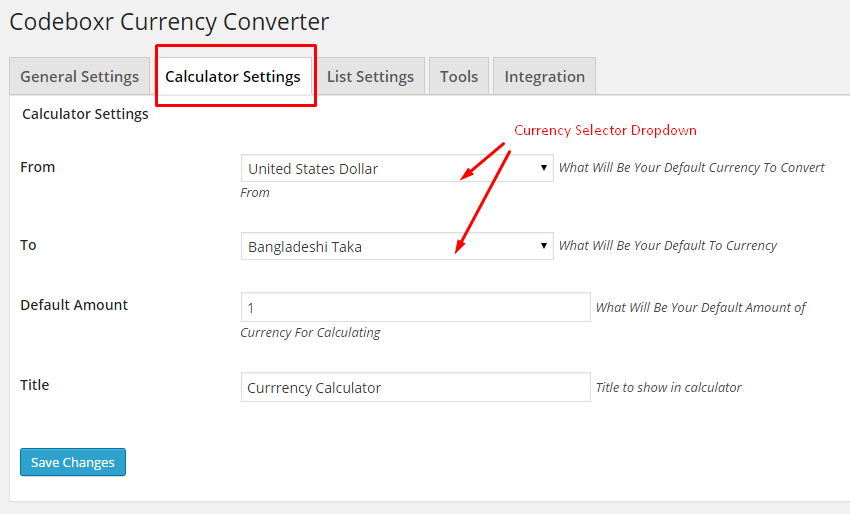 Codeboxr Currency Converter
General Settings
Calculator Settings
List Settings
Tools
Integration
Calculator Settings
Currency Selector Dropdown
From
United States Dollar
What Will Be Your Default Currency To Convert
From
To
Bangladeshi Taka
What Will Be Your Default To Currency
Default Amount
1
What Will Be Your Default Amount of
Currency For Calculating
Title
Currrency Calculator
Title to show in calculator
Save Changes